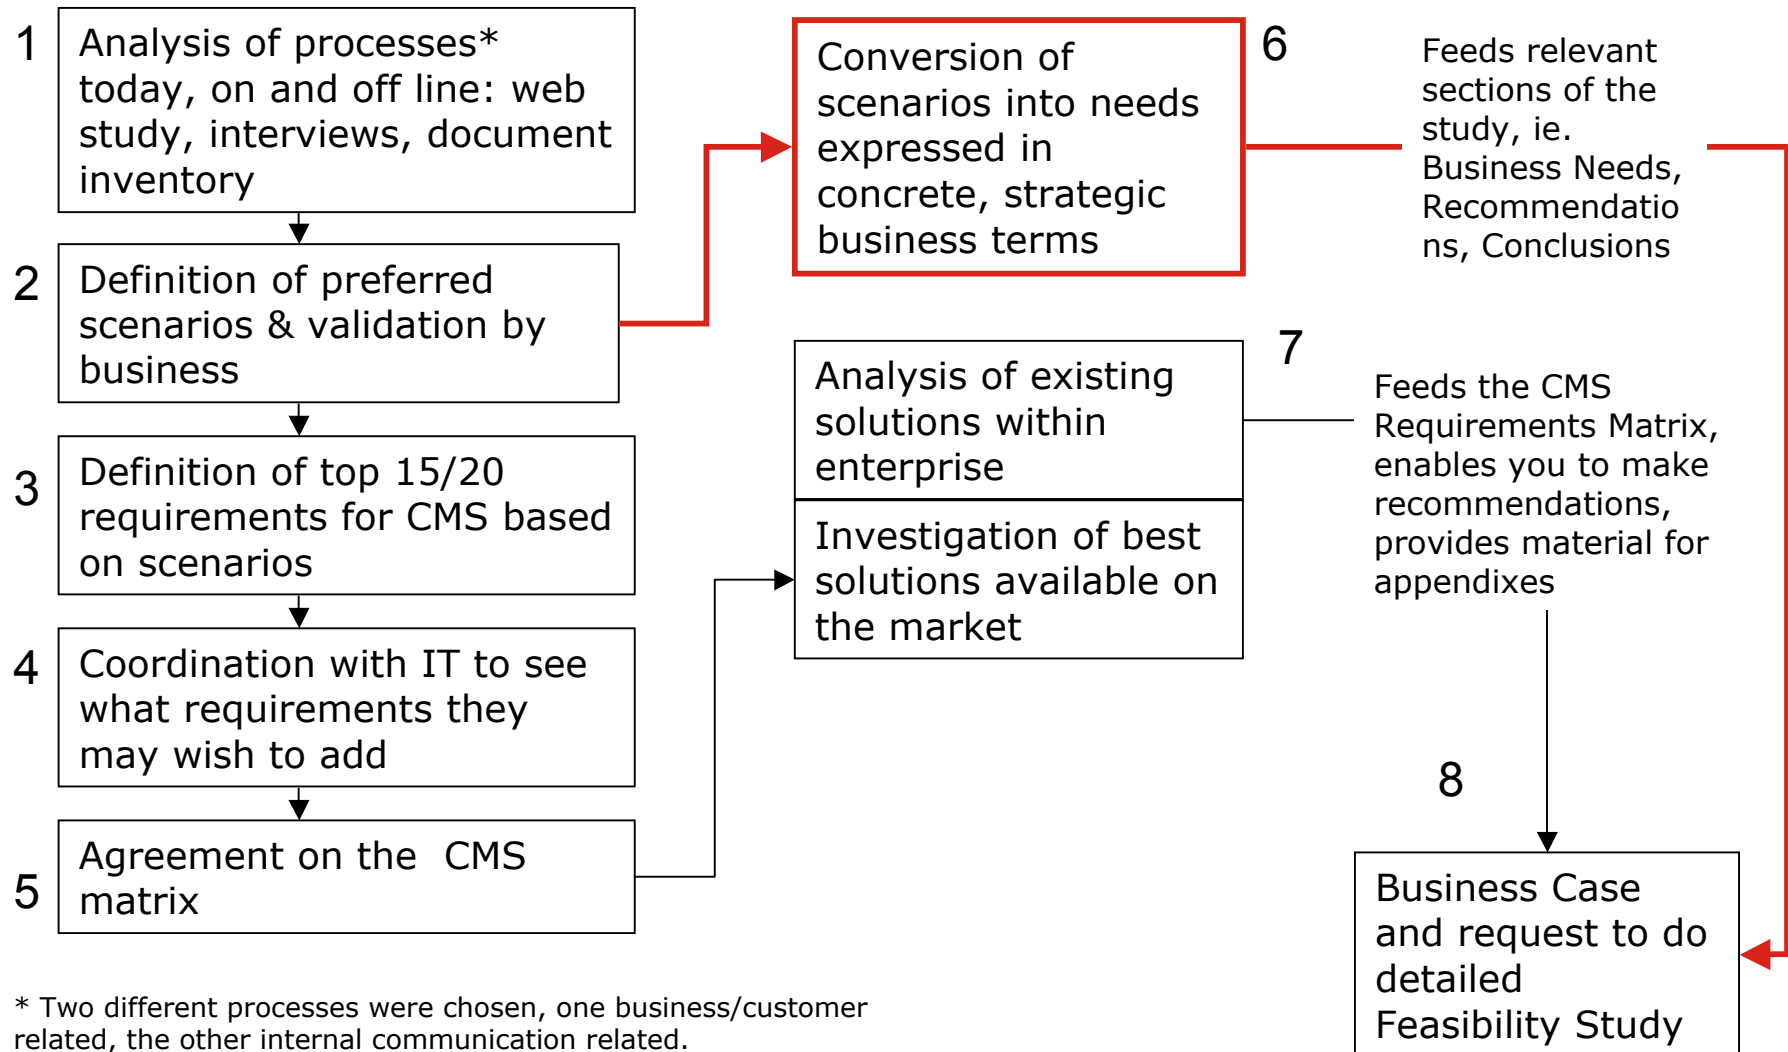 1
Analysis of processes*
today, on and off line: web
study, interviews, document
inventory
2
Definition of preferred
scenarios & validation by
business
3
Definition of top 15/20
requirements for CMS based
on scenarios
4
Coordination with IT to see
what requirements they
may wish to add
5
Agreement on the  CMS
matrix
6
Conversion of
scenarios into needs
expressed in
concrete, strategic
business terms
Feeds relevant
sections of the
study, ie.
Business Needs,
Recommendatio
ns, Conclusions
7
Analysis of existing
solutions within
enterprise
Investigation of best
solutions available on
the market
Feeds the CMS
Requirements Matrix,
enables you to make
recommendations,
provides material for
appendixes
8
Business Case
and request to do
detailed
Feasibility Study
* Two different processes were chosen, one business/customer
related, the other internal communication related.